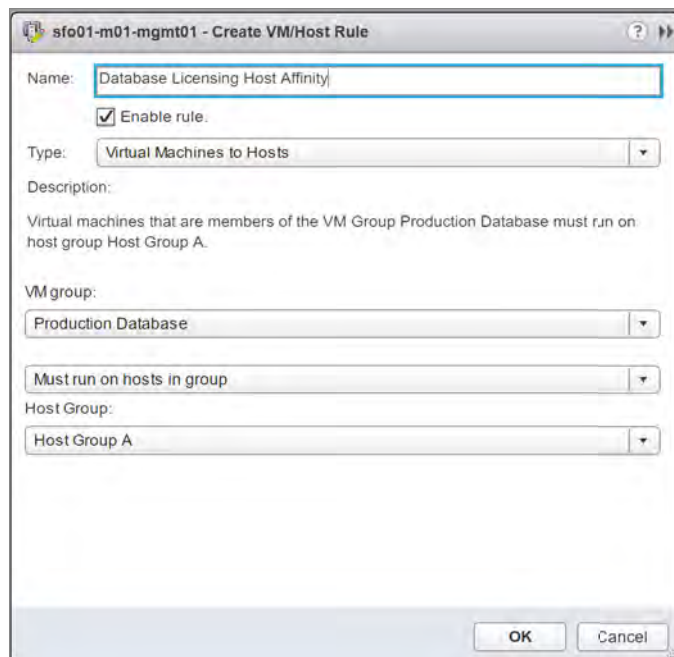 sfo01-m01-mgmt01 - Create VM/Host Rule ?
Name: Database Licensing Host Affinity
Enable rule.
Type: Virtual Machines to Hosts
Description:
Virtual machines that are members of the VM Group Production Database must run on
host group Host Group A.
VM group:
Production Database
Must run on hosts in group
Host Group:
Host Group A
OK Cancel